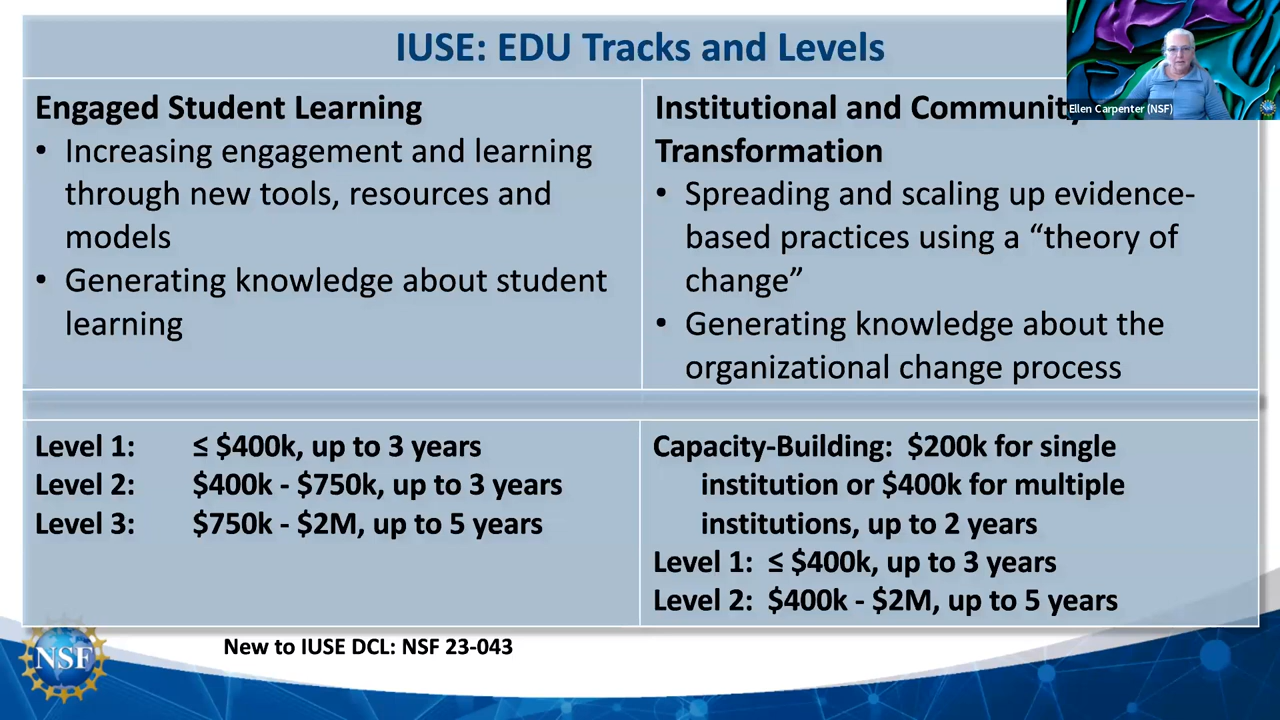 IUSE: EDU Tracks and Levels
Ellen Carpenter (NSF)
Engaged Student Learning
• Increasing engagement and learning
through new tools, resources and
models
• Generating knowledge about student
learning
Institutional and Community
Transformation
• Spreading and scaling up evidence-
based practices using a “theory of
change”
• Generating knowledge about the
organizational change process
Level 1: ≤ $400k, up to 3 years
Level 2: $400k - $750k, up to 3 years
Level 3: $750k - $2M, up to 5 years
Capacity-Building: $200k for single
institution or $400k for multiple
institutions, up to 2 years
Level 1: ≤ $400k, up to 3 years
Level 2: $400k - $2M, up to 5 years
New to IUSE DCL: NSF 23-043
NSF